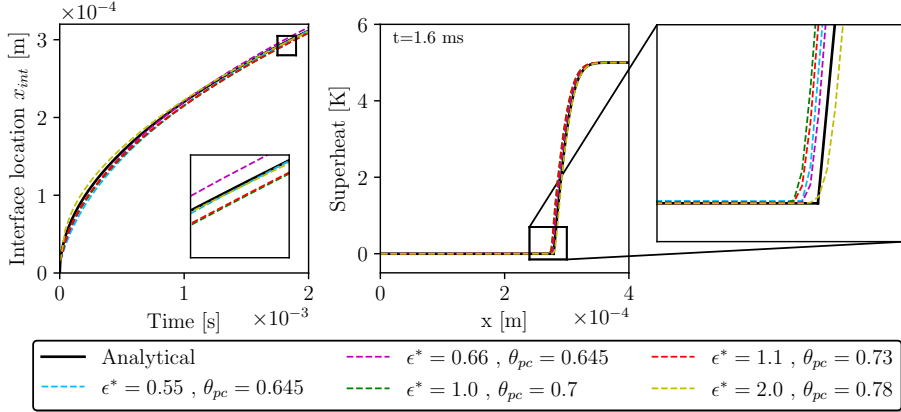 ×10⁻⁴
3
2
1
0
Interface location x_int [m]
0
1
2
Time [s]
×10⁻³
t=1.6 ms
6
4
2
0
Superheat [K]
0
2
4
x [m]
×10⁻⁴
Analytical
ϵ* = 0.55 , θ_pc = 0.645
ϵ* = 0.66 , θ_pc = 0.645
ϵ* = 1.0 , θ_pc = 0.7
ϵ* = 1.1 , θ_pc = 0.73
ϵ* = 2.0 , θ_pc = 0.78